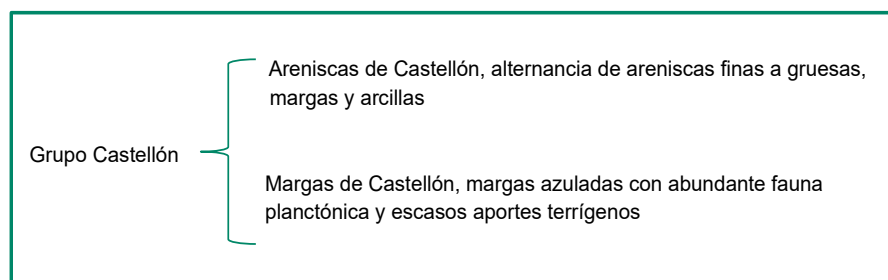 Areniscas de Castellón, alternancia de areniscas finas a gruesas,
margas y arcillas
Grupo Castellón
Margas de Castellón, margas azuladas con abundante fauna
planctónica y escasos aportes terrígenos